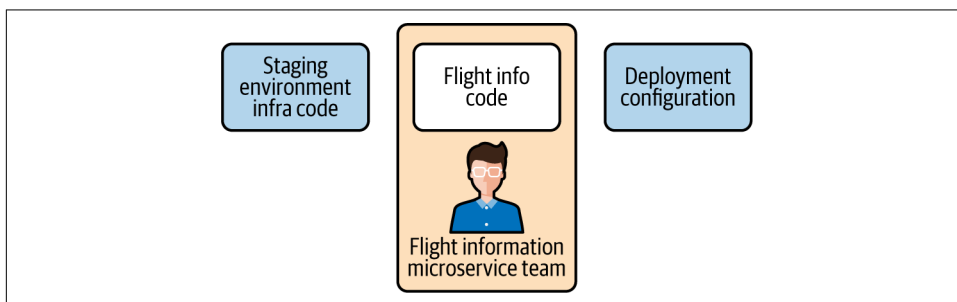 Staging
environment
infra code
Flight info
code
Deployment
configuration
Flight information
microservice team